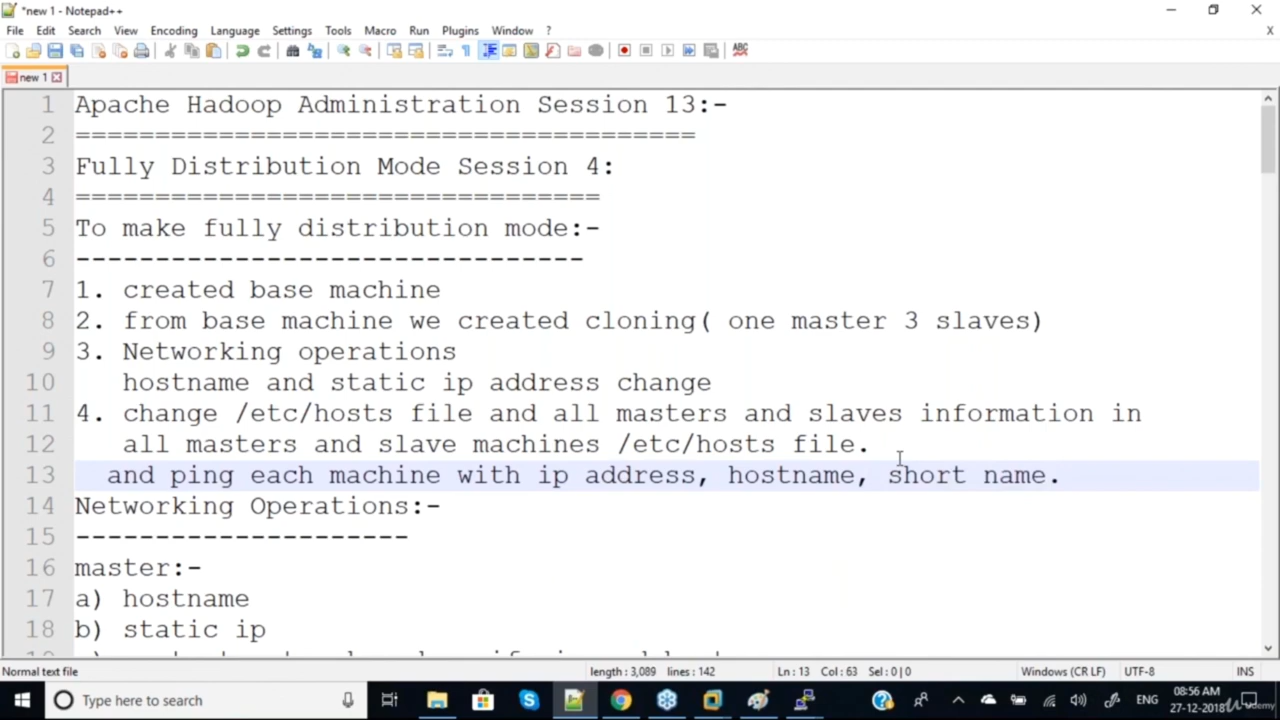 *new 1 - Notepad++
File Edit Search View Encoding Language Settings Tools Macro Run Plugins Window ? X
ABC
new 1
1 Apache Hadoop Administration Session 13:-
2 =======================================
3 Fully Distribution Mode Session 4:
4 =================================
5 To make fully distribution mode:-
6 --------------------------------
7 1. created base machine
8 2. from base machine we created cloning( one master 3 slaves)
9 3. Networking operations
10 hostname and static ip address change
11 4. change /etc/hosts file and all masters and slaves information in
12 all masters and slave machines /etc/hosts file.
13 and ping each machine with ip address, hostname, short name.
14 Networking Operations:-
15 ---------------------
16 master:-
17 a) hostname
18 b) static ip
Normal text file length : 3,089 lines : 142 Ln : 13 Col : 63 Sel : 0 | 0 Windows (CR LF) UTF-8 INS
Type here to search ENG 08:56 AM
27-12-2018
Udemy